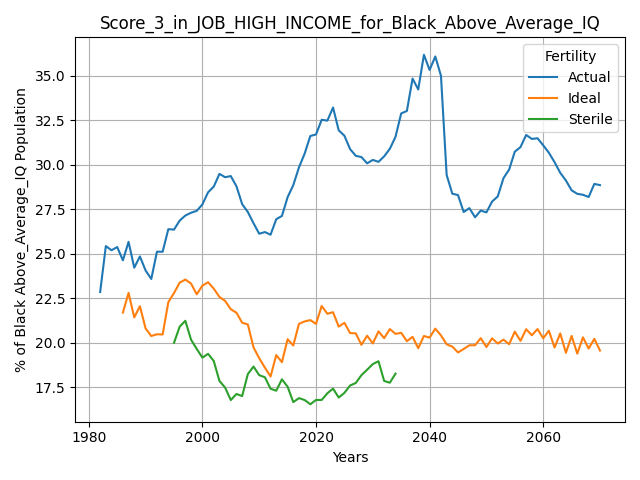 Score_3_in_JOB_HIGH_INCOME_for_Black_Above_Average_IQ
% of Black Above_Average_IQ Population
35.0
32.5
30.0
27.5
25.0
22.5
20.0
17.5
Fertility
Actual
Ideal
Sterile
1980 2000 2020 2040 2060
Years